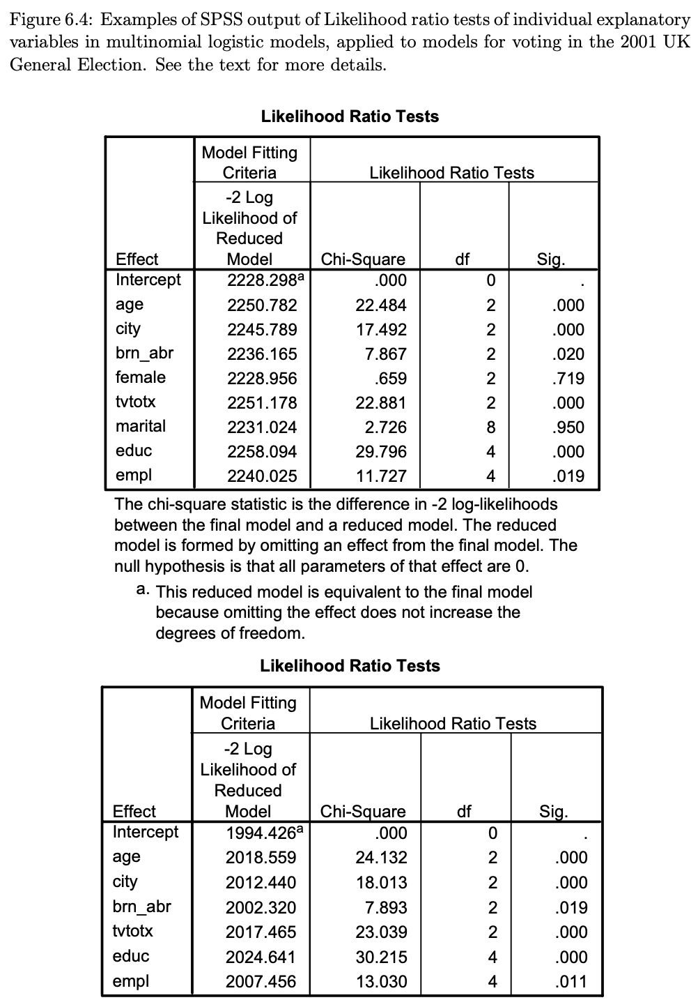 Figure 6.4: Examples of SPSS output of Likelihood ratio tests of individual explanatory
variables in multinomial logistic models, applied to models for voting in the 2001 UK
General Election. See the text for more details.
Likelihood Ratio Tests
Model Fitting
Criteria
Likelihood Ratio Tests
-2 Log
Likelihood of
Reduced
Effect Model Chi-Square df Sig.
Intercept 2228.298a .000 0 .
age 2250.782 22.484 2 .000
city 2245.789 17.492 2 .000
brn_abr 2236.165 7.867 2 .020
female 2228.956 .659 2 .719
tvtotx 2251.178 22.881 2 .000
marital 2231.024 2.726 8 .950
educ 2258.094 29.796 4 .000
empl 2240.025 11.727 4 .019
The chi-square statistic is the difference in -2 log-likelihoods
between the final model and a reduced model. The reduced
model is formed by omitting an effect from the final model. The
null hypothesis is that all parameters of that effect are 0.
a. This reduced model is equivalent to the final model
because omitting the effect does not increase the
degrees of freedom.
Likelihood Ratio Tests
Model Fitting
Criteria
Likelihood Ratio Tests
-2 Log
Likelihood of
Reduced
Effect Model Chi-Square df Sig.
Intercept 1994.426a .000 0 .
age 2018.559 24.132 2 .000
city 2012.440 18.013 2 .000
brn_abr 2002.320 7.893 2 .019
tvtotx 2017.465 23.039 2 .000
educ 2024.641 30.215 4 .000
empl 2007.456 13.030 4 .011